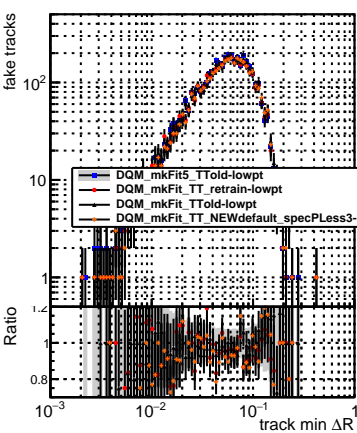 fake tracks
10²
10
1
DQM_mkFit5_TTold-lowpt
DQM_mkFit_TT_retrain-lowpt
DQM_mkFit_TTold-lowpt
DQM_mkFit_TT_NEWdefault_specPLess3-
Ratio
1.2
1
0.8
10⁻³
10⁻²
10⁻¹
1
track min ΔR